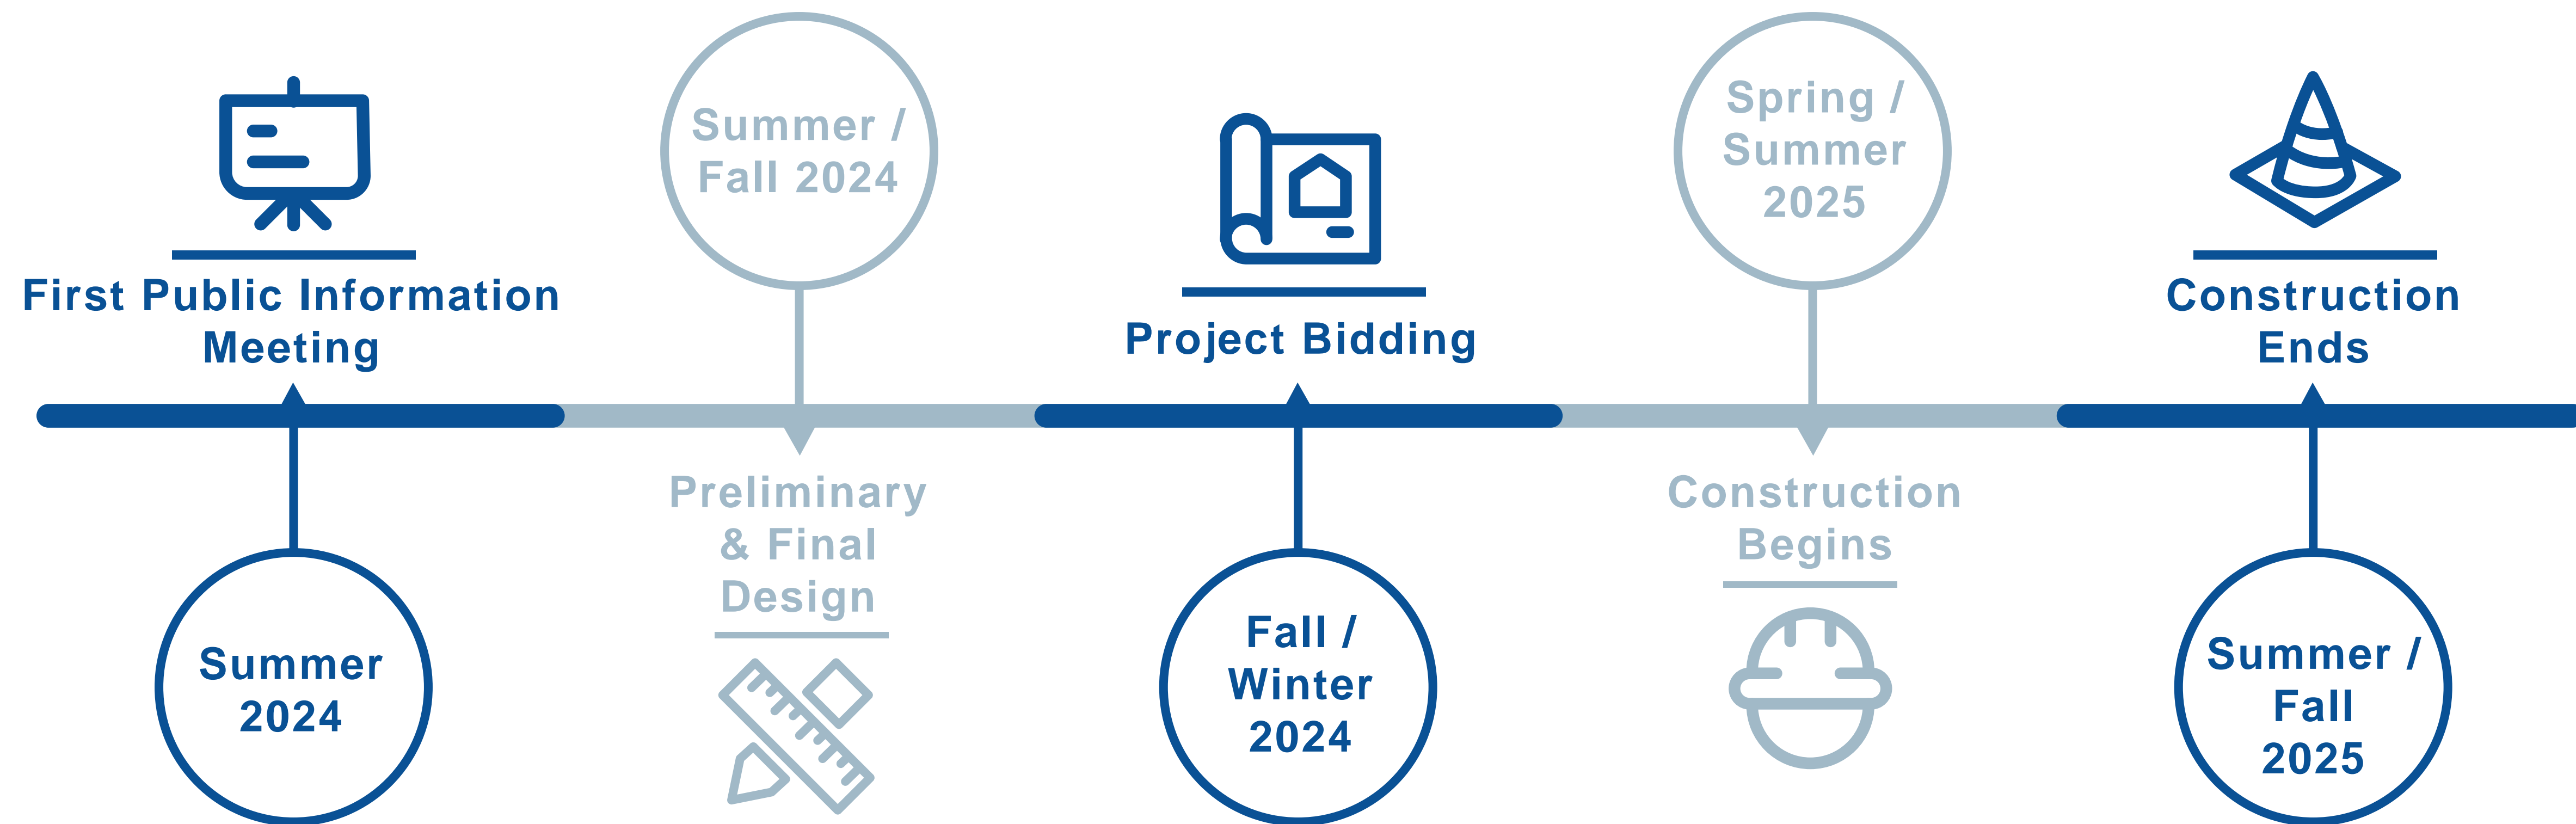 First Public Information
Meeting
Summer
2024
Summer /
Fall 2024
Preliminary
& Final
Design
Project Bidding
Fall /
Winter
2024
Spring /
Summer
2025
Construction
Begins
Construction
Ends
Summer /
Fall
2025